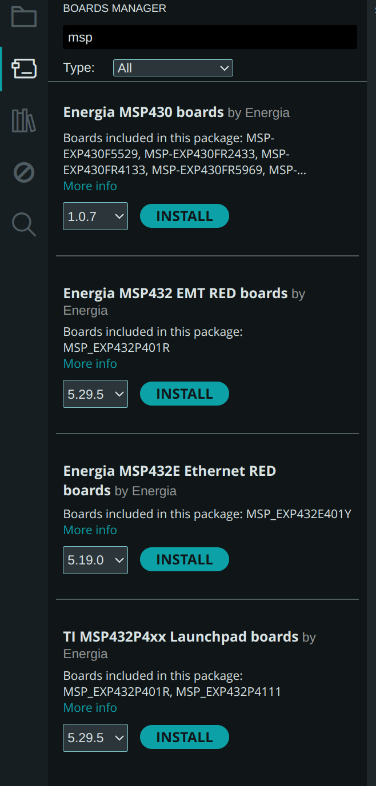 BOARDS MANAGER
msp
Type: All
Energia MSP430 boards by Energia
Boards included in this package: MSP-
EXP430F5529, MSP-EXP430FR2433, MSP-
EXP430FR4133, MSP-EXP430FR5969, MSP-...
More info
1.0.7 INSTALL
Energia MSP432 EMT RED boards by
Energia
Boards included in this package:
MSP_EXP432P401R
More info
5.29.5 INSTALL
Energia MSP432E Ethernet RED
boards by Energia
Boards included in this package: MSP_EXP432E401Y
More info
5.19.0 INSTALL
TI MSP432P4xx Launchpad boards by
Energia
Boards included in this package:
MSP_EXP432P401R, MSP_EXP432P4111
More info
5.29.5 INSTALL